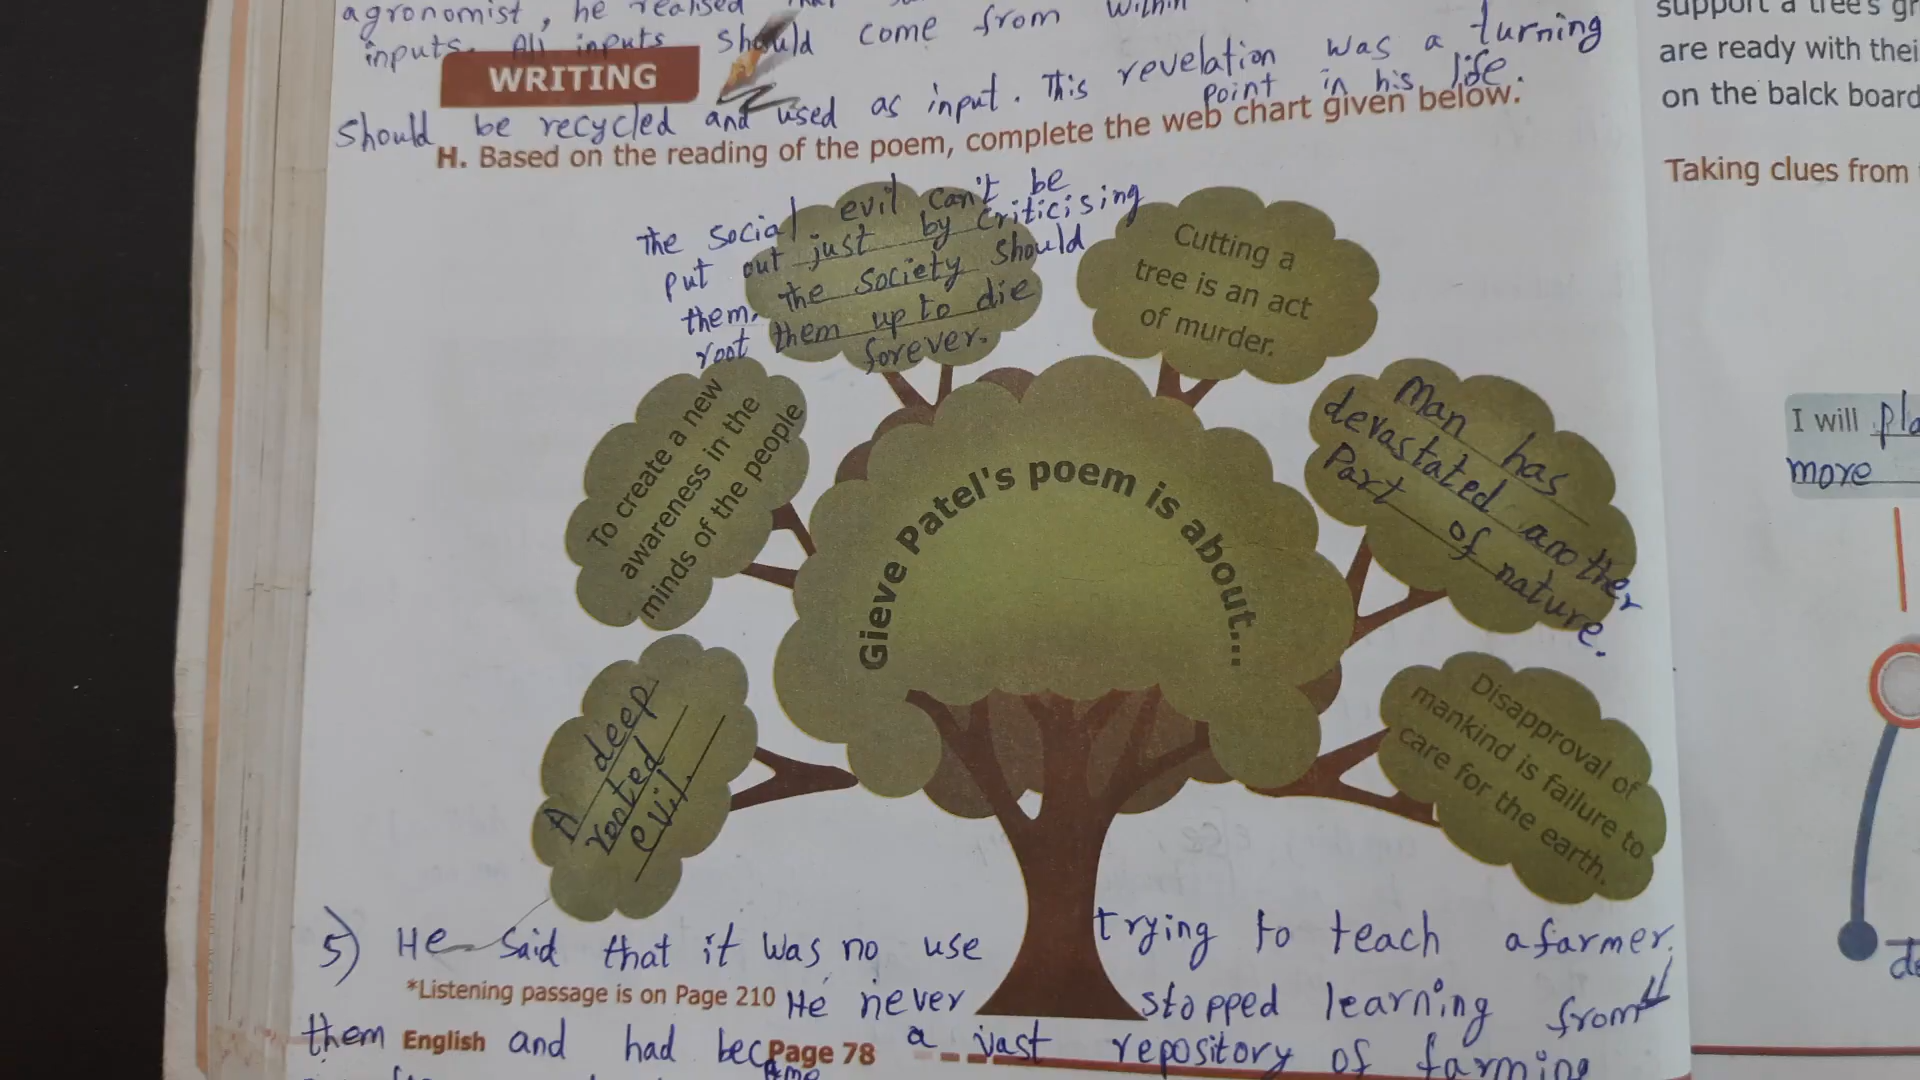 agronomist, he realised
inputs. All inputs should come from within
WRITING
should be recycled and used as input. This revelation was a turning
point in his life.
H. Based on the reading of the poem, complete the web chart given below.
The social evil can't be
put out just by criticising
them. The society should
root them up to die
forever.
Cutting a
tree is an act
of murder.
To create a new
awareness in the
minds of the people
Man has
devastated another
Part of nature.
Gieve Patel's poem is about...
A deep
rooted
evil.
Disapproval of
mankind is failure to
care for the earth.
5) He said that it was no use trying to teach a farmer.
*Listening passage is on Page 210
He never stopped learning from
them and had became a vast repository of farming
English Page 78
support a tree's
are ready with
on the balck board
Taking clues from
I will
more